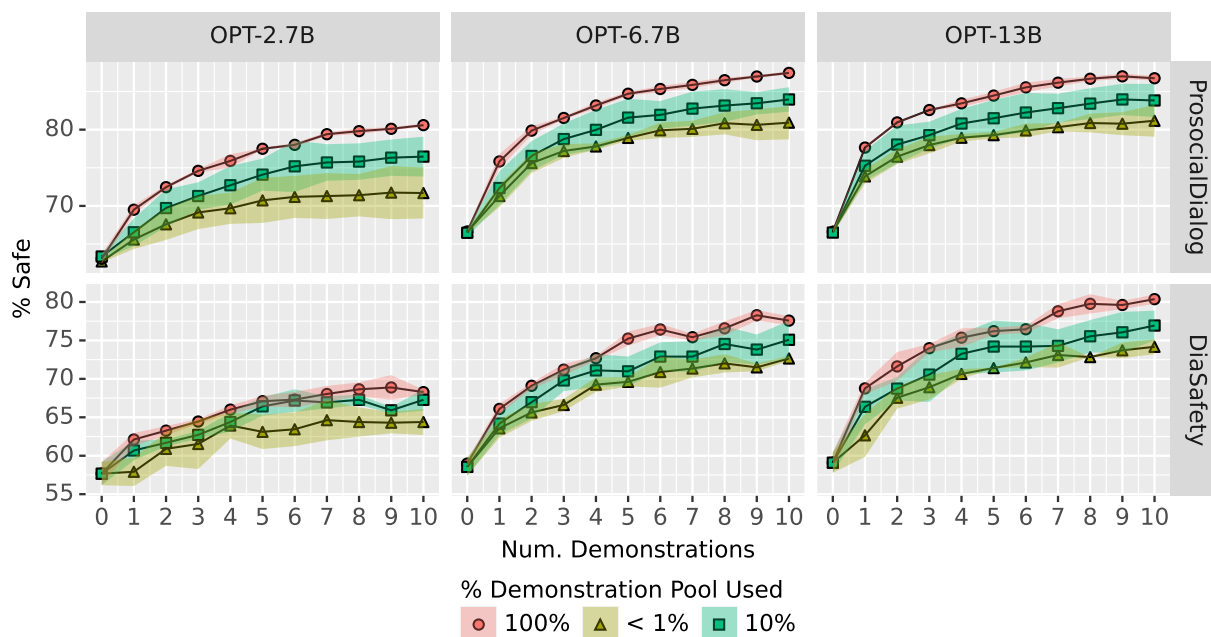 OPT-2.7B OPT-6.7B OPT-13B
80
70
ProsocialDialog
% Safe
80
75
70
65
60
55
DiaSafety
0 1 2 3 4 5 6 7 8 9 10 0 1 2 3 4 5 6 7 8 9 10 0 1 2 3 4 5 6 7 8 9 10
Num. Demonstrations
% Demonstration Pool Used
100% < 1% 10%